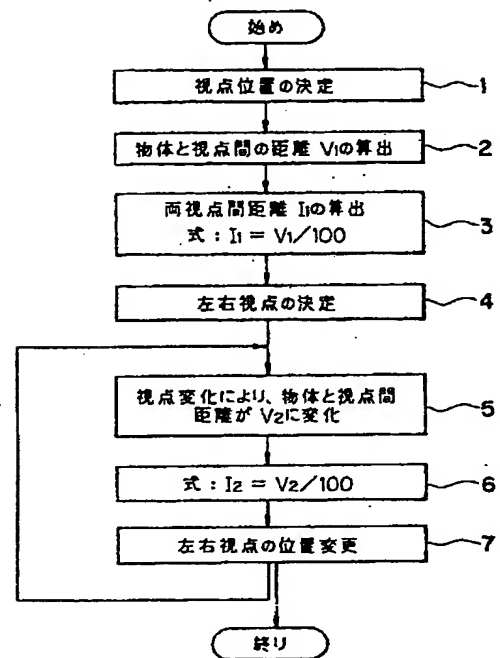 始め
視点位置の決定
1
物体と視点間の距離 V₁の算出
2
両視点間距離 I₁の算出
式 : I₁ = V₁/100
3
左右視点の決定
4
視点変化により、物体と視点間
距離が V₂に変化
5
式 : I₂ = V₂/100
6
左右視点の位置変更
7
終り